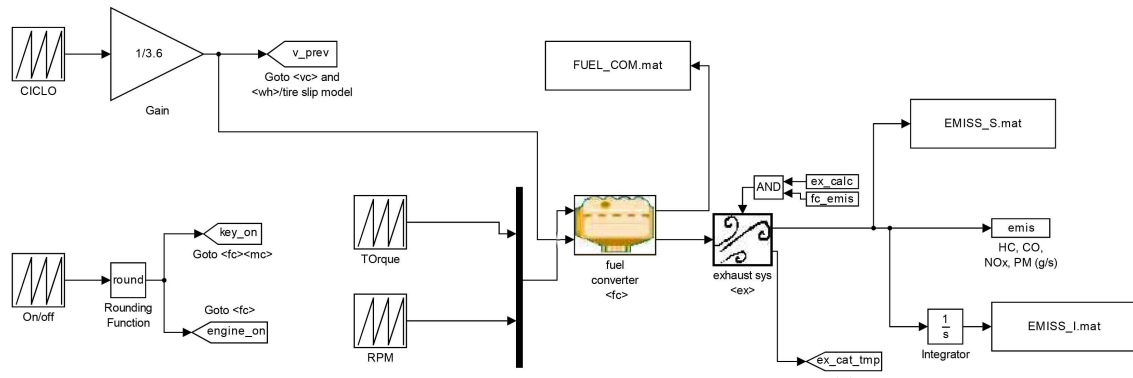 CICLO
1/3.6
Gain
v_prev
Goto <vc> and
<wh>/tire slip model
FUEL_COM.mat
EMISS_S.mat
key_on
Goto <fc><mc>
On/off
round
Rounding
Function
Goto <fc>
engine_on
TOrque
RPM
fuel
converter
<fc>
AND
ex_calc
fc_emis
exhaust sys
<ex>
ex_cat_tmp
emis
HC, CO,
NOx, PM (g/s)
1
s
Integrator
EMISS_I.mat